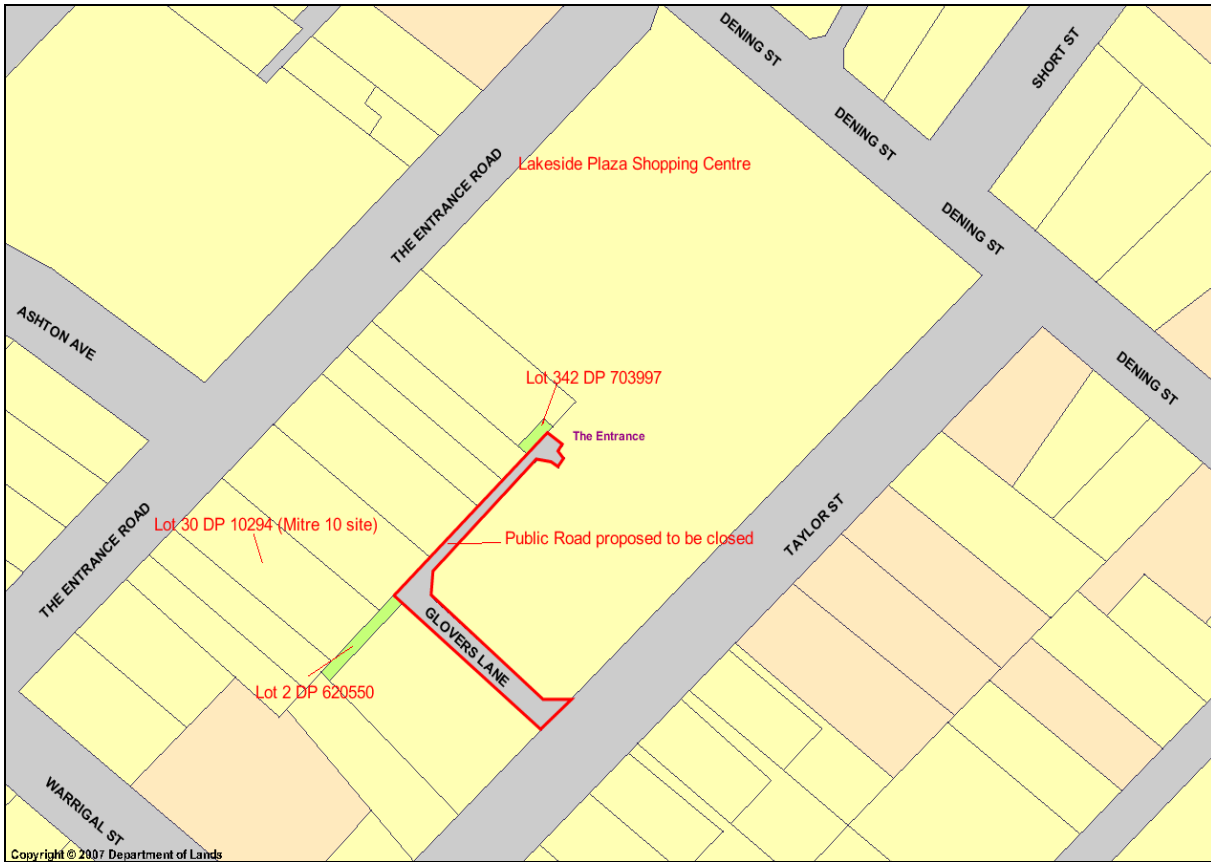 DENING ST
SHORT ST
DENING ST
THE ENTRANCE ROAD
Lakeside Plaza Shopping Centre
DENING ST
ASHTON AVE
DENING ST
Lot 342 DP 703997
The Entrance
THE ENTRANCE ROAD
Lot 30 DP 10294 (Mitre 10 site)
Public Road proposed to be closed
TAYLOR ST
GLOVERS LANE
Lot 2 DP 620550
WARRIGAL ST
Copyright © 2007 Department of Lands